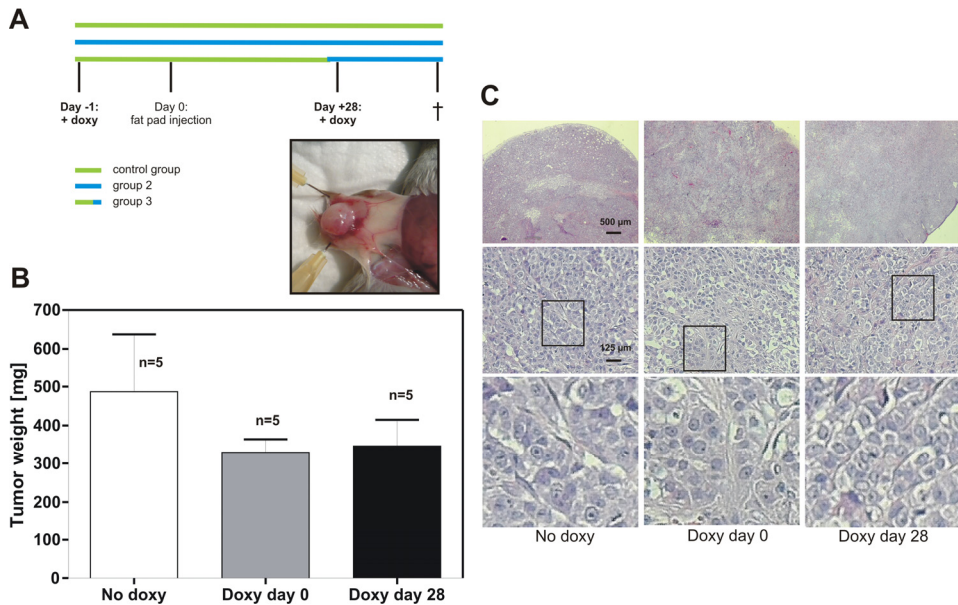 A
Day -1:
+ doxy
Day 0:
fat pad injection
Day +28:
+ doxy
†
control group
group 2
group 3
B
Tumor weight [mg]
700
600
500
400
300
200
100
0
n=5
n=5
n=5
No doxy
Doxy day 0
Doxy day 28
C
500 µm
125 µm
No doxy
Doxy day 0
Doxy day 28